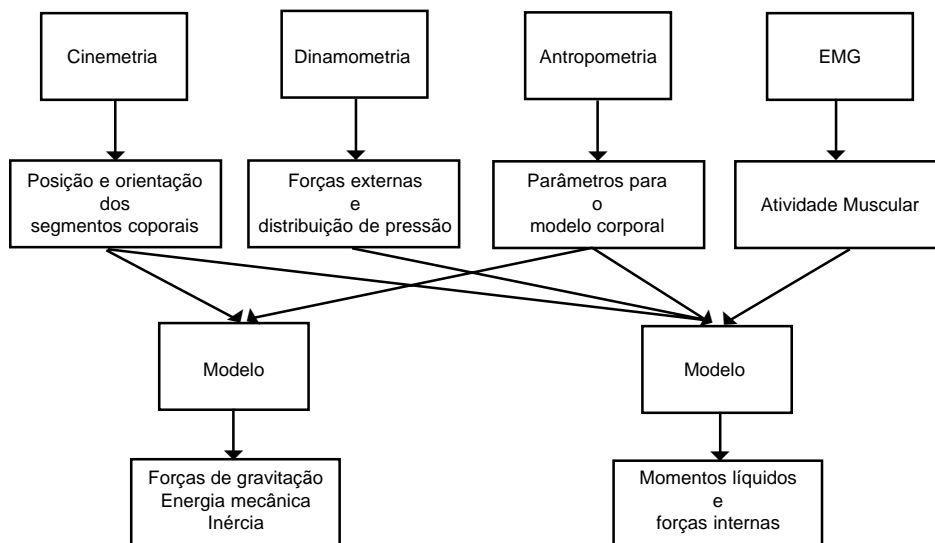 Cinemetria
Dinamometria
Antropometria
EMG
Posição e orientação
dos
segmentos coporais
Forças externas
e
distribuição de pressão
Parâmetros para
o
modelo corporal
Atividade Muscular
Modelo
Modelo
Forças de gravitação
Energia mecânica
Inércia
Momentos líquidos
e
forças internas